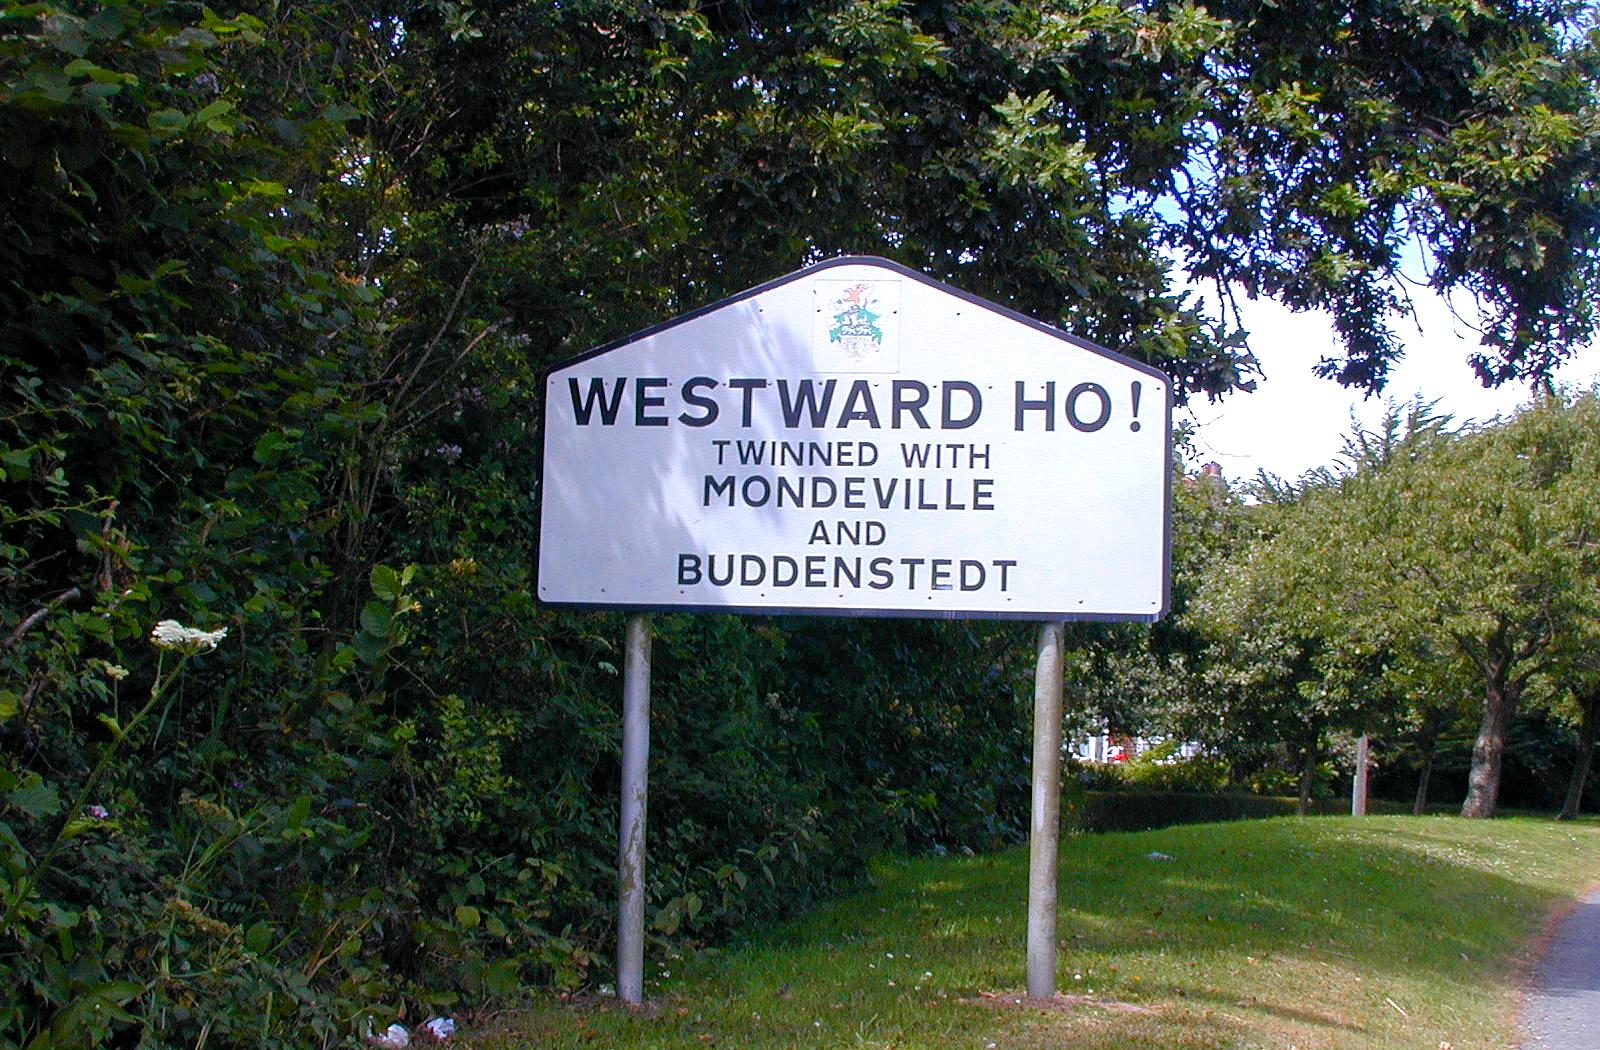 WESTWARD HO!
TWINNED WITH
MONDEVILLE
AND
BUDDENSTEDT